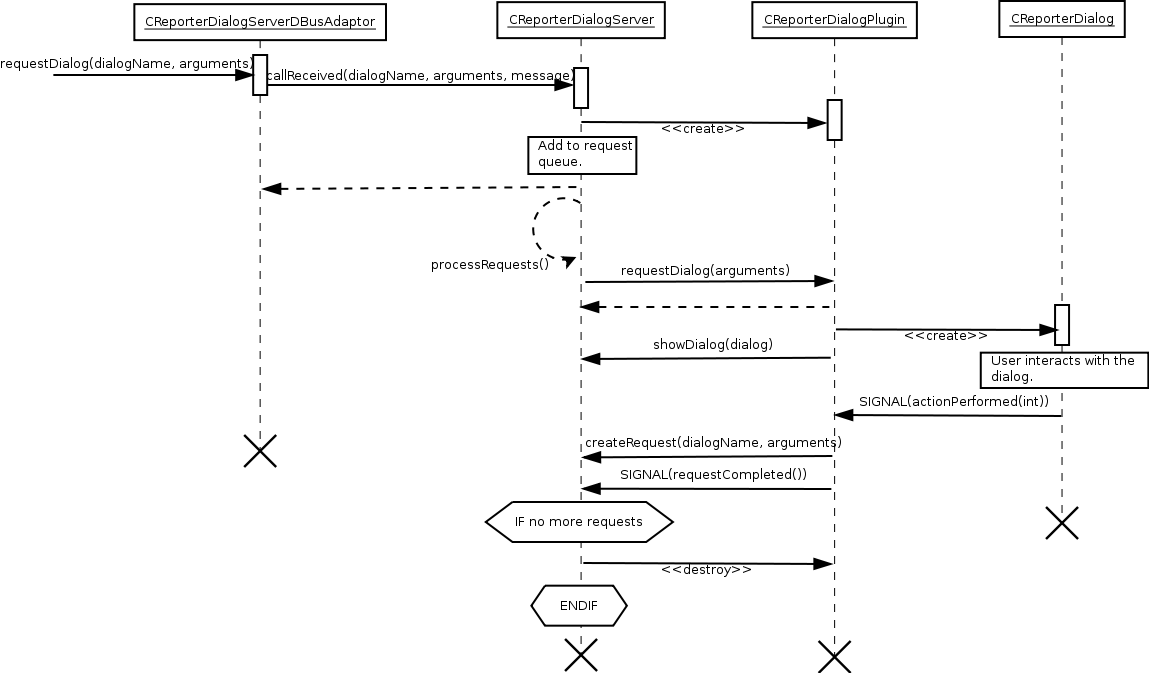 CReporterDialogServerDBusAdaptor
CReporterDialogServer
CReporterDialogPlugin
CReporterDialog
requestDialog(dialogName, arguments)
callReceived(dialogName, arguments, message)
<<create>>
Add to request
queue.
processRequests()
requestDialog(arguments)
<<create>>
showDialog(dialog)
User interacts with the
dialog.
SIGNAL(actionPerformed(int))
createRequest(dialogName, arguments)
SIGNAL(requestCompleted())
IF no more requests
<<destroy>>
ENDIF